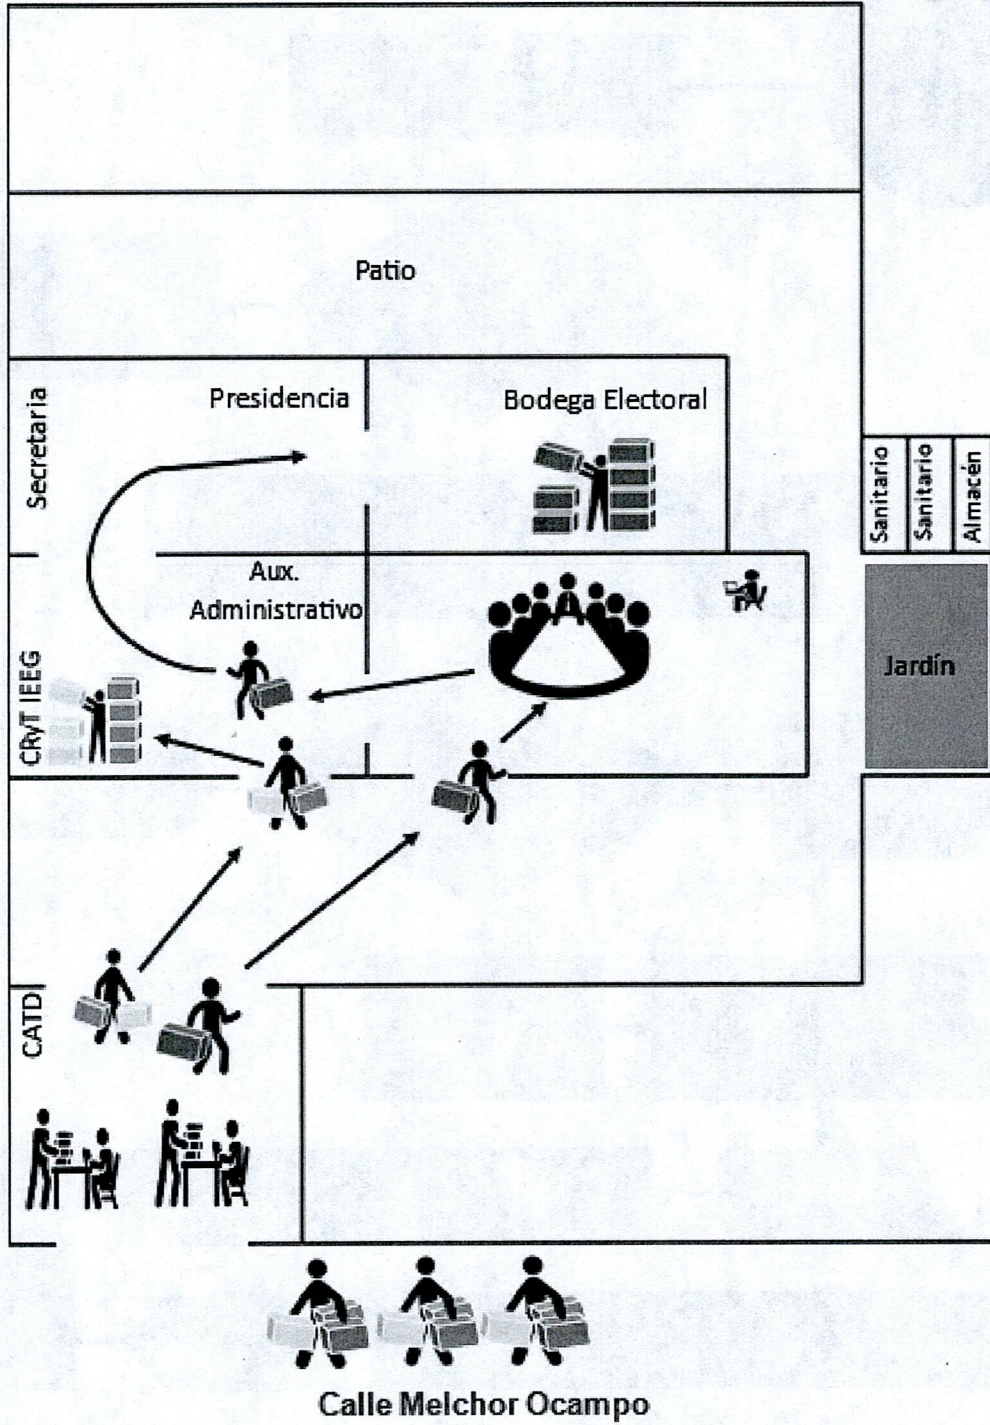 Patio
Secretaria
Presidencia
Bodega Electoral
Sanitario
Sanitario
Almacén
Aux.
Administrativo
CRyT IEEG
Jardín
CATD
Calle Melchor Ocampo